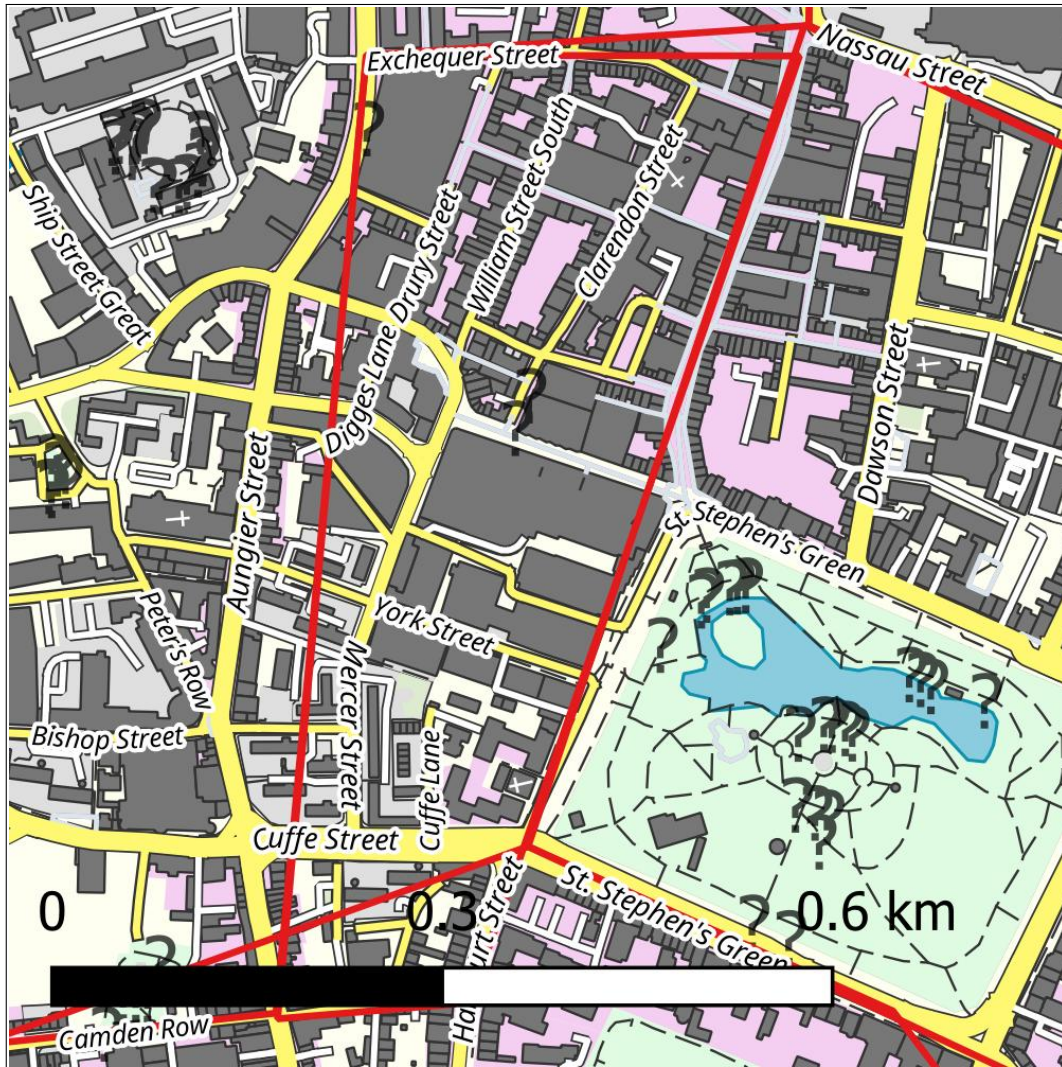 Nassau Street
Exchequer Street
William Street South
Clarendon Street
Drury Street
Ship Street Great
Digges Lane
Dawson Street
Aungier Street
St. Stephen's Green
Peter's Row
York Street
Mercer Street
Bishop Street
Cuffe Lane
Cuffe Street
St. Stephen's Green
0
0.3
0.6 km
Street
Camden Row